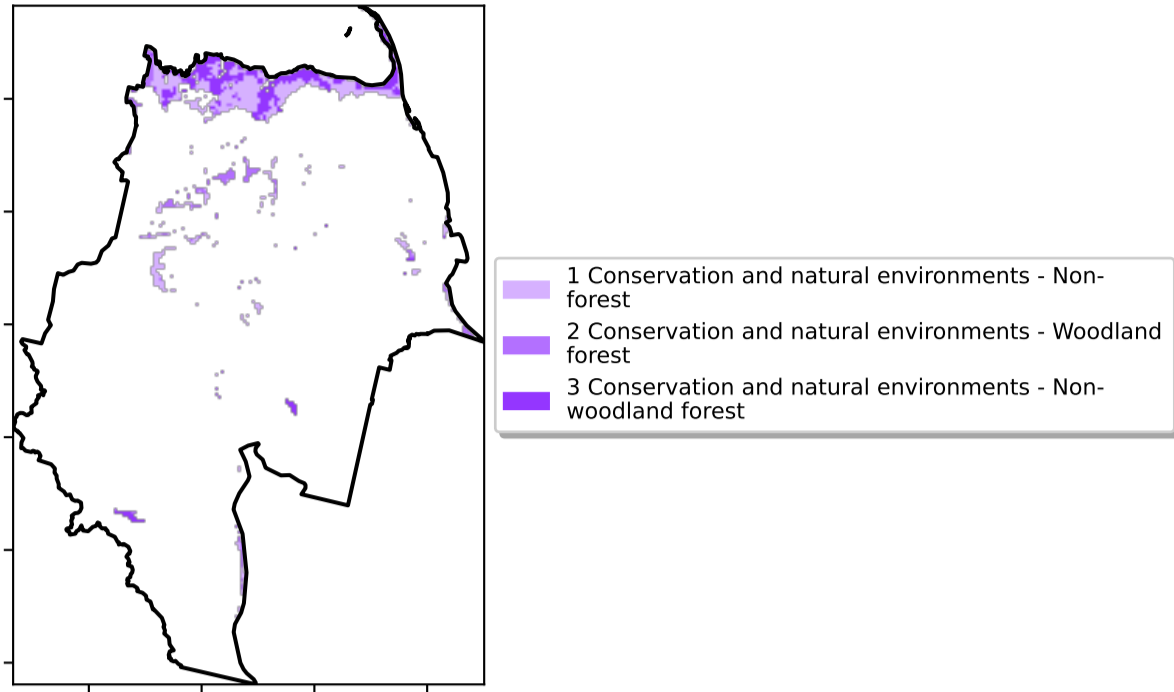 1 Conservation and natural environments - Non-
forest
2 Conservation and natural environments - Woodland
forest
3 Conservation and natural environments - Non-
woodland forest